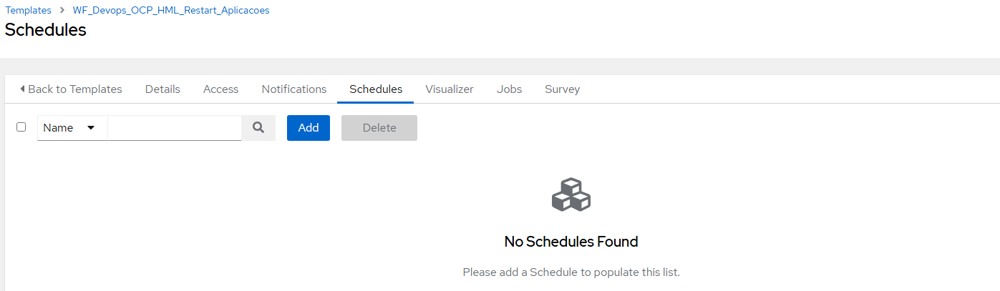 Templates > WF_Devops_OCP_HML_Restart_Aplicacoes
Schedules
Back to Templates Details Access Notifications Schedules Visualizer Jobs Survey
Name Add Delete
No Schedules Found
Please add a Schedule to populate this list.